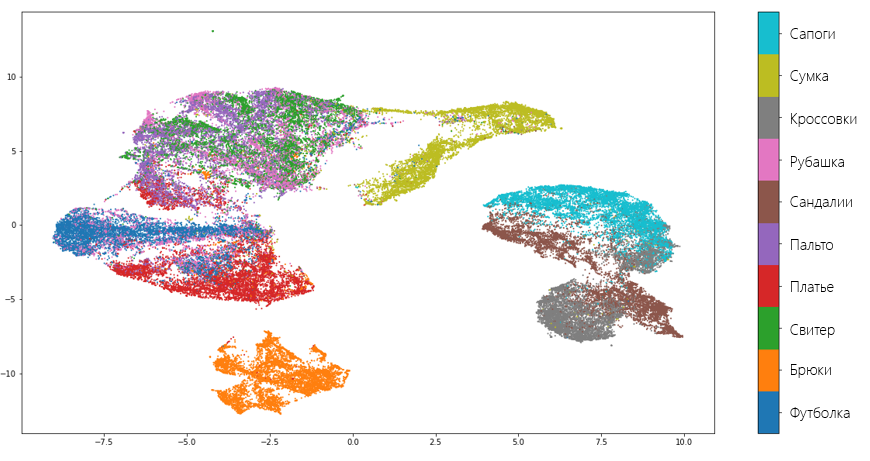 10
5
0
−5
−10
−7.5
−5.0
−2.5
0.0
2.5
5.0
7.5
10.0
Сапоги
Сумка
Кроссовки
Рубашка
Сандалии
Пальто
Платье
Свитер
Брюки
Футболка